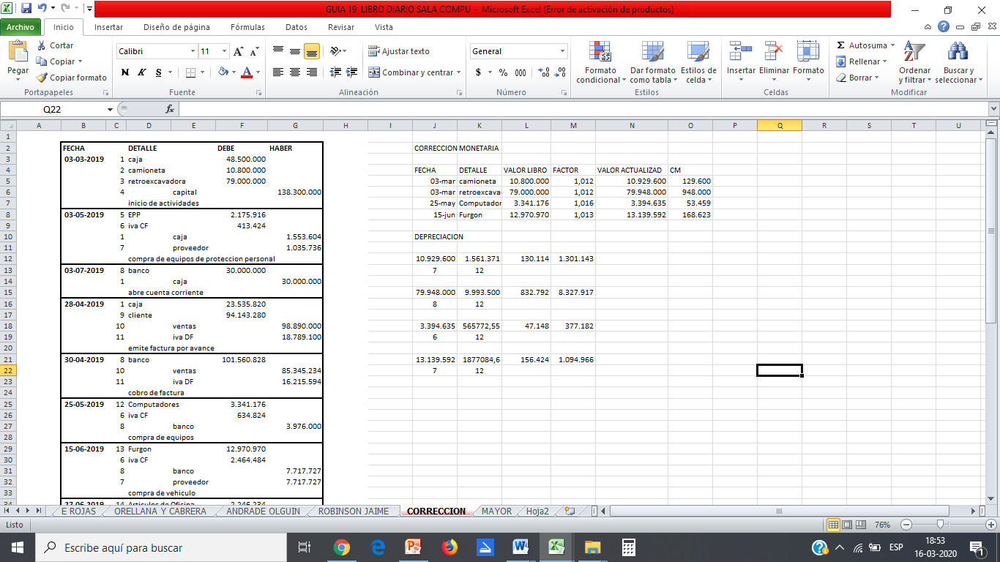 GUIA 19 LIBRO DIARIO SALA COMPU - Microsoft Excel (Error de activación de productos)
Archivo Inicio Insertar Diseño de página Fórmulas Datos Revisar Vista
Pegar
Cortar
Copiar
Copiar formato
Portapapeles
Calibri 11
N K S
Fuente
Ajustar texto
Combinar y centrar
Alineación
General
$ % 000
Número
Formato condicional
Dar formato como tabla
Estilos de celda
Estilos
Insertar Eliminar Formato
Celdas
Autosuma
Rellenar
Borrar
Ordenar y filtrar
Buscar y seleccionar
Modificar
Q22 fx
A B C D E F G H I J K L M N O P Q R S T U
1
2 FECHA DETALLE DEBE HABER CORRECCION MONETARIA
3 03-03-2019 1 caja 48.500.000
4 2 camioneta 10.800.000 FECHA DETALLE VALOR LIBRO FACTOR VALOR ACTUALIZAD CM
5 3 retroexcavadora 79.000.000 03-mar camioneta 10.800.000 1,012 10.929.600 129.600
6 4 capital 138.300.000 03-mar retroexcava 79.000.000 1,012 79.948.000 948.000
7 inicio de actividades 25-may Computador 3.341.176 1,016 3.394.635 53.459
8 03-05-2019 5 EPP 2.175.916 15-jun Furgon 12.970.970 1,013 13.139.592 168.623
9 6 iva CF 413.424
10 1 caja 1.553.604 DEPRECIACION
11 7 proveedor 1.035.736
12 compra de equipos de proteccion personal 10.929.600 1.561.371 130.114 1.301.143
13 03-07-2019 8 banco 30.000.000 7 12
14 1 caja 30.000.000
15 abre cuenta corriente 79.948.000 9.993.500 832.792 8.327.917
16 28-04-2019 1 caja 23.535.820 8 12
17 9 cliente 94.143.280
18 10 ventas 98.890.000 3.394.635 565772,55 47.148 377.182
19 11 iva DF 18.789.100 6 12
20 emite factura por avance
21 30-04-2019 8 banco 101.560.828 13.139.592 1877084,6 156.424 1.094.966
22 10 ventas 85.345.234 7 12
23 11 iva DF 16.215.594
24 cobro de factura
25 25-05-2019 12 Computadores 3.341.176
26 6 iva CF 634.824
27 8 banco 3.976.000
28 compra de equipos
29 15-06-2019 13 Furgon 12.970.970
30 6 iva CF 2.464.484
31 8 banco 7.717.727
32 7 proveedor 7.717.727
33 compra de vehiculo
34 27-06-2019 14 Articulos de Oficina 2.246.234
E ROJAS ORELLANA Y CABRERA ANDRADE OLGUIN ROBINSON JAIME CORRECCION MAYOR Hoja2
Listo 76%
Escribe aquí para buscar
ESP
18:53
16-03-2020
1